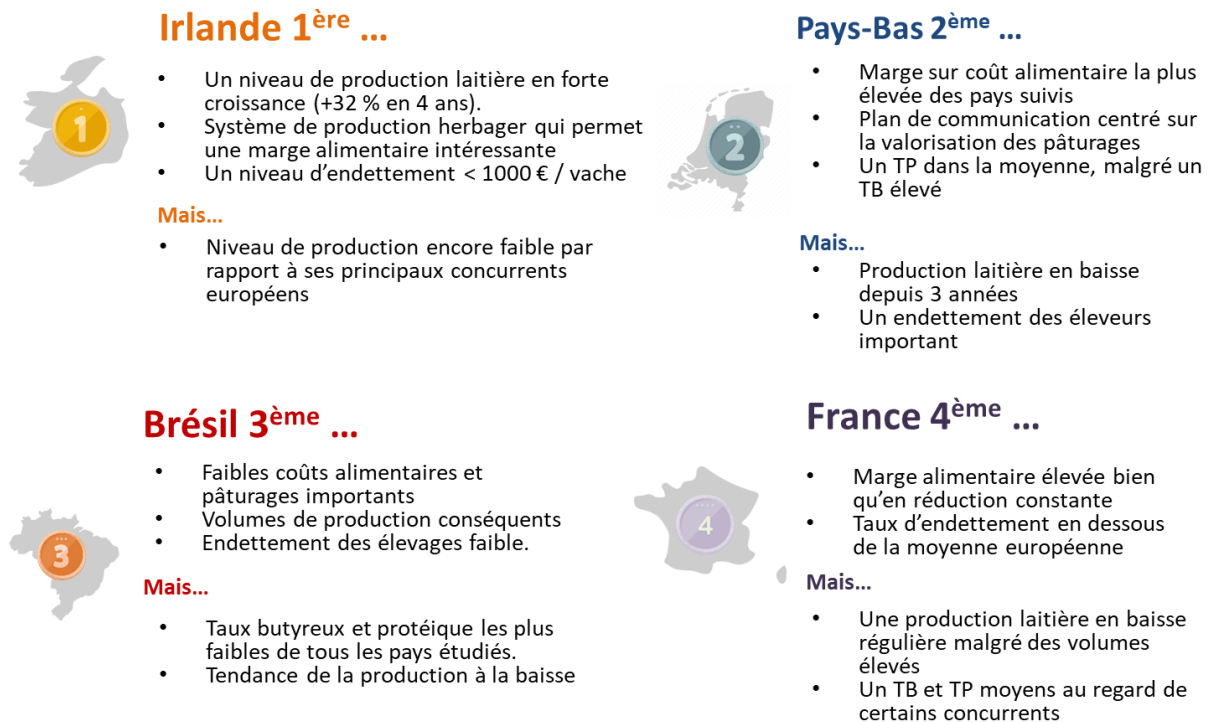 Irlande 1ère ...
• Un niveau de production laitière en forte
croissance (+32 % en 4 ans).
• Système de production herbager qui permet
une marge alimentaire intéressante
• Un niveau d’endettement < 1000 € / vache
Mais...
• Niveau de production encore faible par
rapport à ses principaux concurrents
européens
1
Pays-Bas 2ème ...
• Marge sur coût alimentaire la plus
élevée des pays suivis
• Plan de communication centré sur
la valorisation des pâturages
• Un TP dans la moyenne, malgré un
TB élevé
Mais...
• Production laitière en baisse
depuis 3 années
• Un endettement des éleveurs
important
2
Brésil 3ème ...
• Faibles coûts alimentaires et
pâturages importants
• Volumes de production conséquents
• Endettement des élevages faible.
Mais...
• Taux butyreux et protéique les plus
faibles de tous les pays étudiés.
• Tendance de la production à la baisse
3
France 4ème ...
• Marge alimentaire élevée bien
qu’en réduction constante
• Taux d’endettement en dessous
de la moyenne européenne
Mais...
• Une production laitière en baisse
régulière malgré des volumes
élevés
• Un TB et TP moyens au regard de
certains concurrents
4